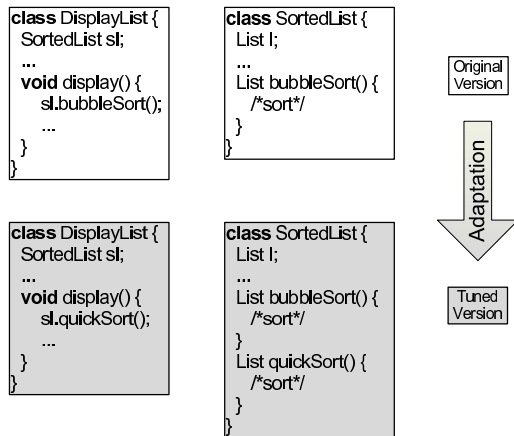 class DisplayList {
SortedList sl;
...
void display() {
sl.bubbleSort();
...
}
}
class SortedList {
List l;
...
List bubbleSort() {
/*sort*/
}
}
Original
Version
Adaptation
class DisplayList {
SortedList sl;
...
void display() {
sl.quickSort();
...
}
}
class SortedList {
List l;
...
List bubbleSort() {
/*sort*/
}
List quickSort() {
/*sort*/
}
}
Tuned
Version